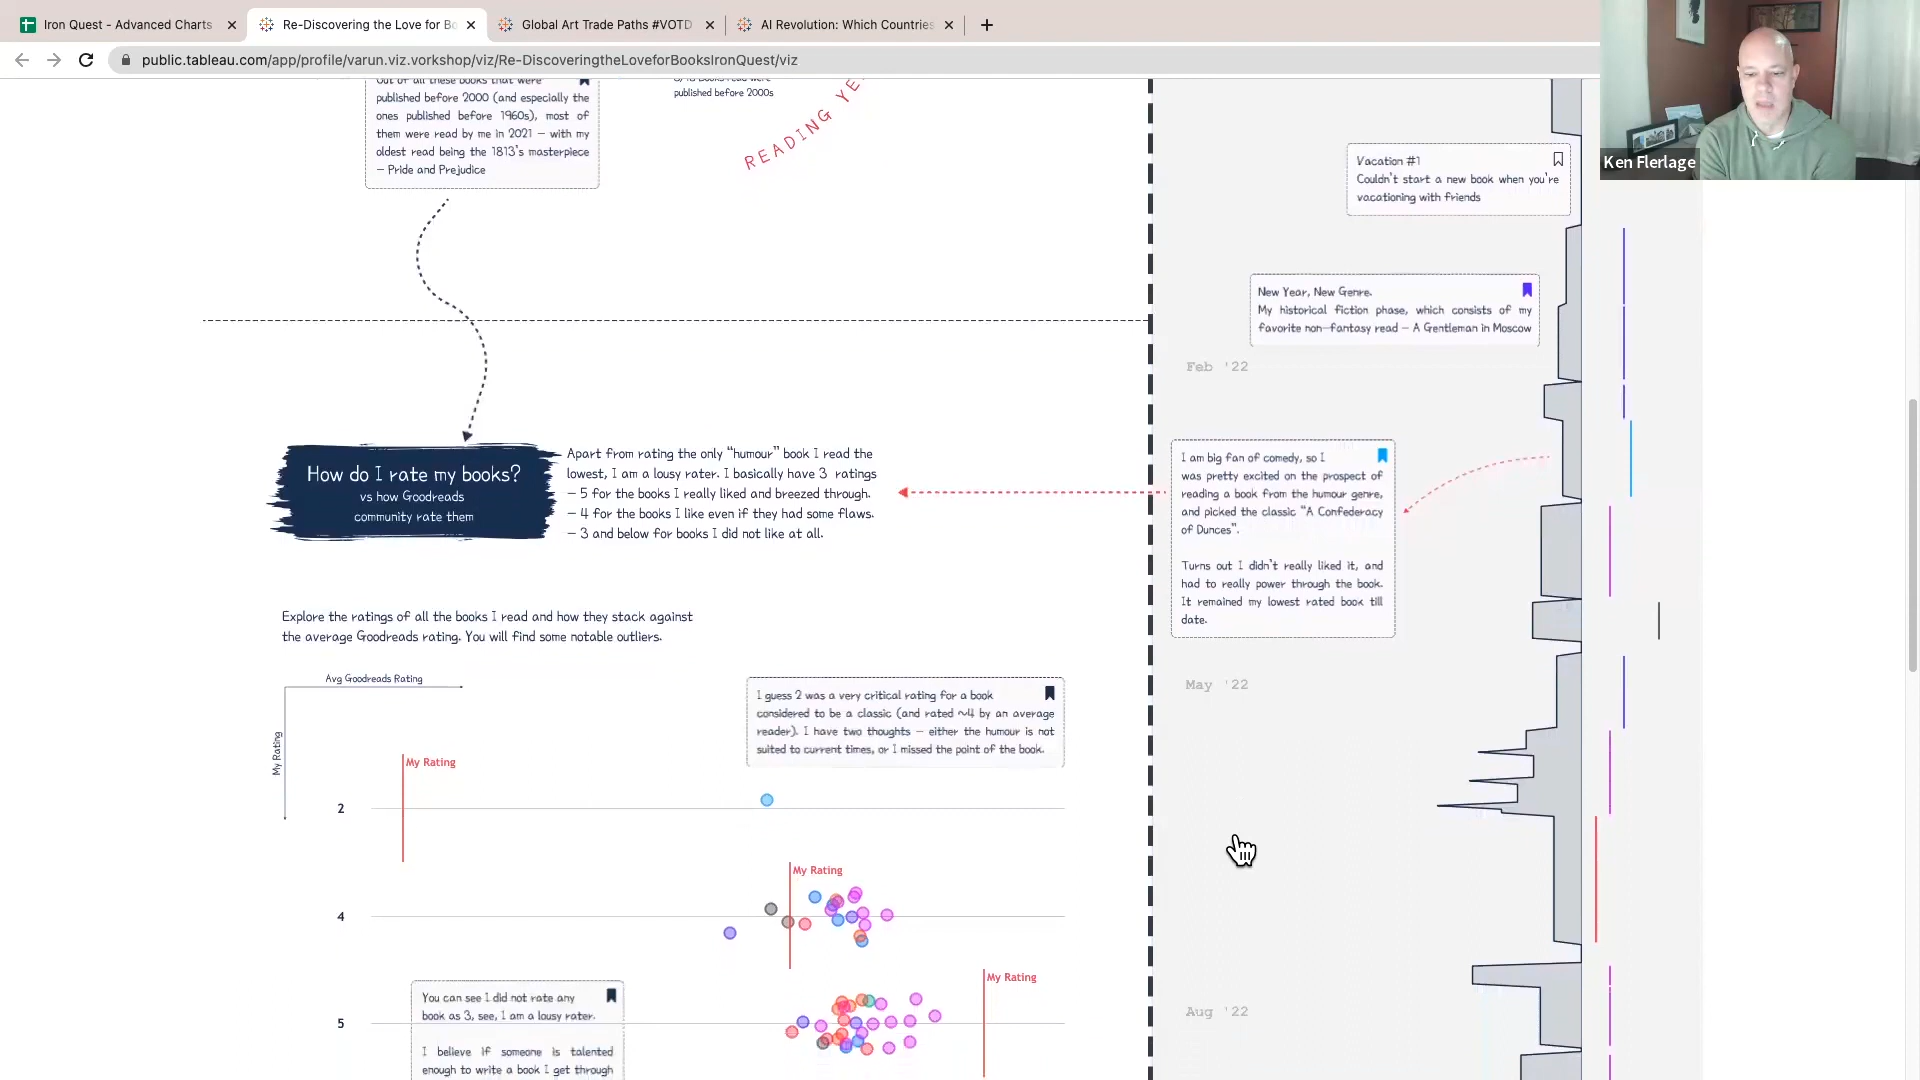 Iron Quest - Advanced Charts
Re-Discovering the Love for Bo
Global Art Trade Paths #VOTD
AI Revolution: Which Countries
public.tableau.com/app/profile/varun.viz.vorkshop/viz/Re-DiscoveringtheLoveforBooksIronQuest/viz
Ken Flerlage
Out of all these books that were
published before 2000 (and especially the
ones published before 1960s), most of
them were read by me in 2021 – with my
oldest read being the 1813's masterpiece
– Pride and Prejudice
published before 2000s
READING YE
Vacation #1
Couldn't start a new book when you're
vacationing with friends
New Year, New Genre.
My historical fiction phase, which consists of my
favorite non-fantasy read – A Gentleman in Moscow
Feb '22
How do I rate my books?
vs how Goodreads
community rate them
Apart from rating the only “humour” book I read the
lowest, I am a lousy rater. I basically have 3 ratings
– 5 for the books I really liked and breezed through.
– 4 for the books I like even if they had some flaws.
– 3 and below for books I did not like at all.
I am big fan of comedy, so I
was pretty excited on the prospect of
reading a book from the humour genre,
and picked the classic “A Confederacy
of Dunces”.
Turns out I didn't really liked it, and
had to really power through the book.
It remained my lowest rated book till
date.
Explore the ratings of all the books I read and how they stack against
the average Goodreads rating. You will find some notable outliers.
May '22
Avg Goodreads Rating
My Rating
I guess 2 was a very critical rating for a book
considered to be a classic (and rated ~4 by an average
reader). I have two thoughts – either the humour is not
suited to current times, or I missed the point of the book.
My Rating
2
My Rating
4
My Rating
You can see I did not rate any
book as 3, see, I am a lousy rater.
I believe if someone is talented
enough to write a book I get through
5
Aug '22